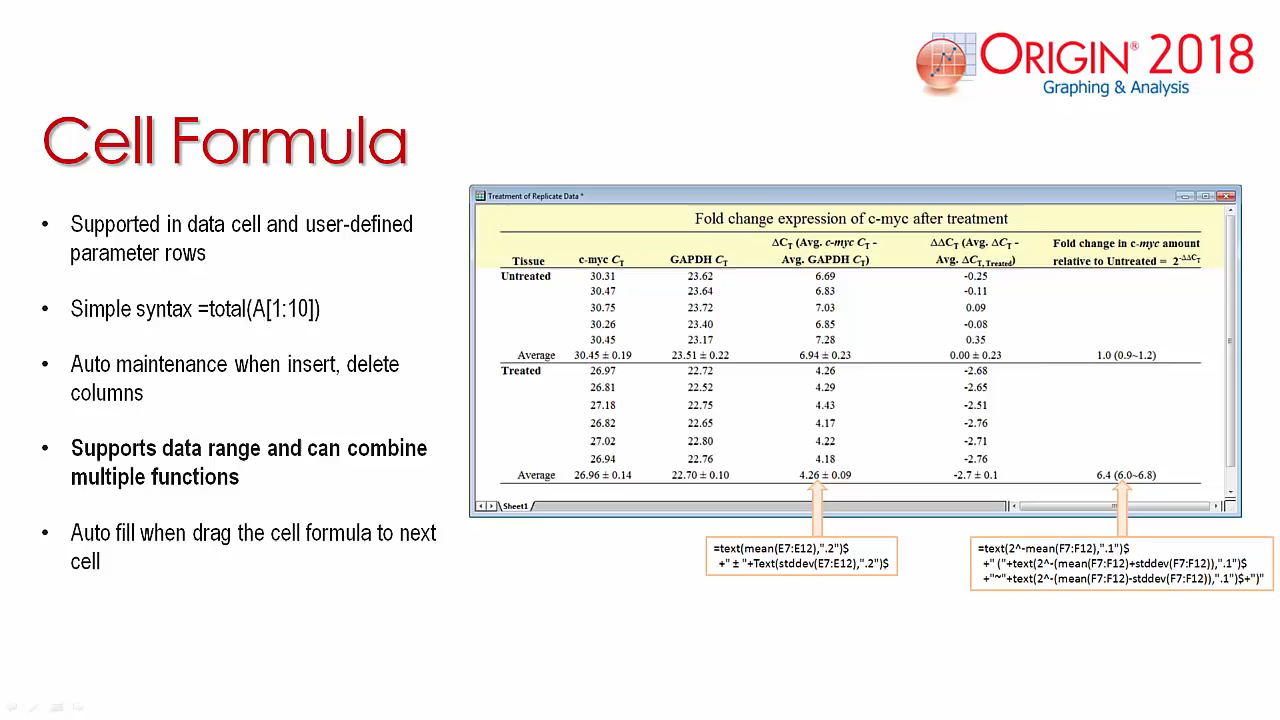 ORIGIN® 2018
Graphing & Analysis
Cell Formula
• Supported in data cell and user-defined
parameter rows
• Simple syntax =total(A[1:10])
• Auto maintenance when insert, delete
columns
• Supports data range and can combine
multiple functions
• Auto fill when drag the cell formula to next
cell
Treatment of Replicate Data *
Fold change expression of c-myc after treatment
ΔCT (Avg. c-myc CT - ΔΔCT (Avg. ΔCT - Fold change in c-myc amount
Tissue c-myc CT GAPDH CT Avg. GAPDH CT) Avg. ΔCT, Treated) relative to Untreated = 2-ΔΔCT
Untreated 30.31 23.62 6.69 -0.25
30.47 23.64 6.83 -0.11
30.75 23.72 7.03 0.09
30.26 23.40 6.85 -0.08
30.45 23.17 7.28 0.35
Average 30.45 ± 0.19 23.51 ± 0.22 6.94 ± 0.23 0.00 ± 0.23 1.0 (0.9~1.2)
Treated 26.97 22.72 4.26 -2.68
26.81 22.52 4.29 -2.65
27.18 22.75 4.43 -2.51
26.82 22.65 4.17 -2.76
27.02 22.80 4.22 -2.71
26.94 22.76 4.18 -2.76
Average 26.96 ± 0.14 22.70 ± 0.10 4.26 ± 0.09 -2.7 ± 0.1 6.4 (6.0~6.8)
Sheet1
=text(mean(E7:E12),".2")$
+" ± "+Text(stddev(E7:E12),".2")$
=text(2^-mean(F7:F12),".1")$
+" ("+text(2^-(mean(F7:F12)+stddev(F7:F12)),".1")$
+"~"+text(2^-(mean(F7:F12)-stddev(F7:F12)),".1")$+")"